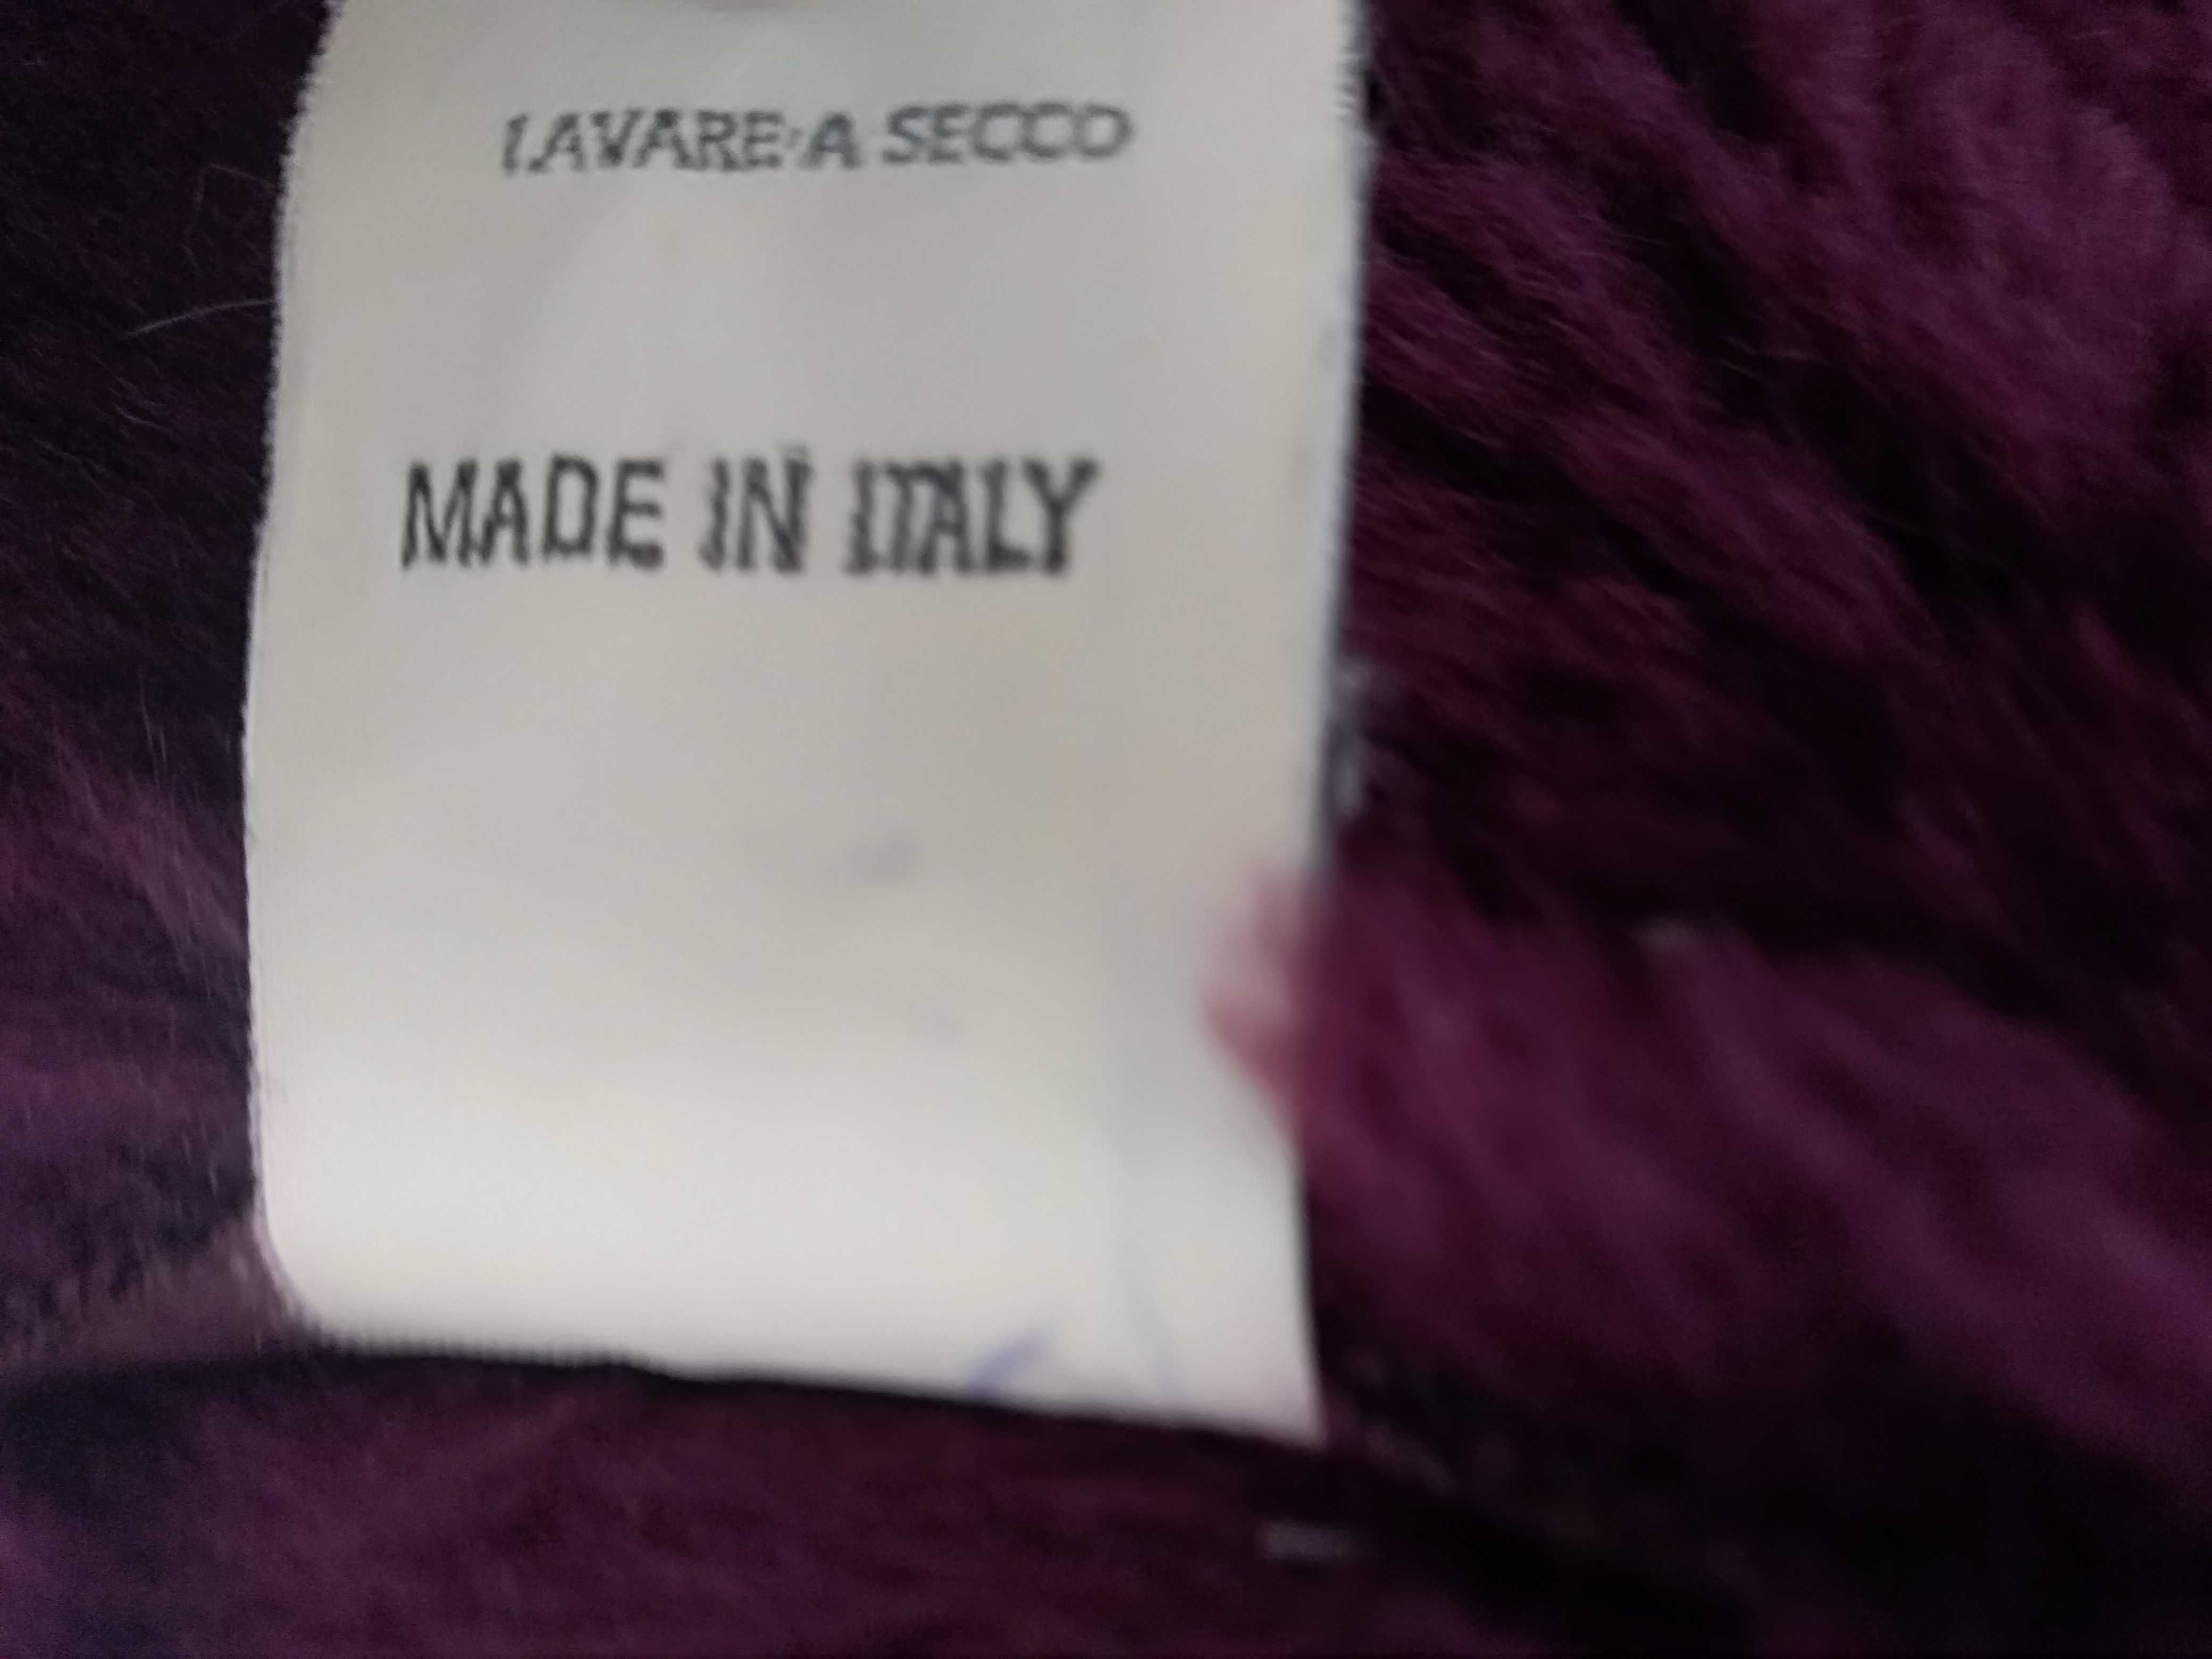 LAVARE A SECCO
MADE IN ITALY